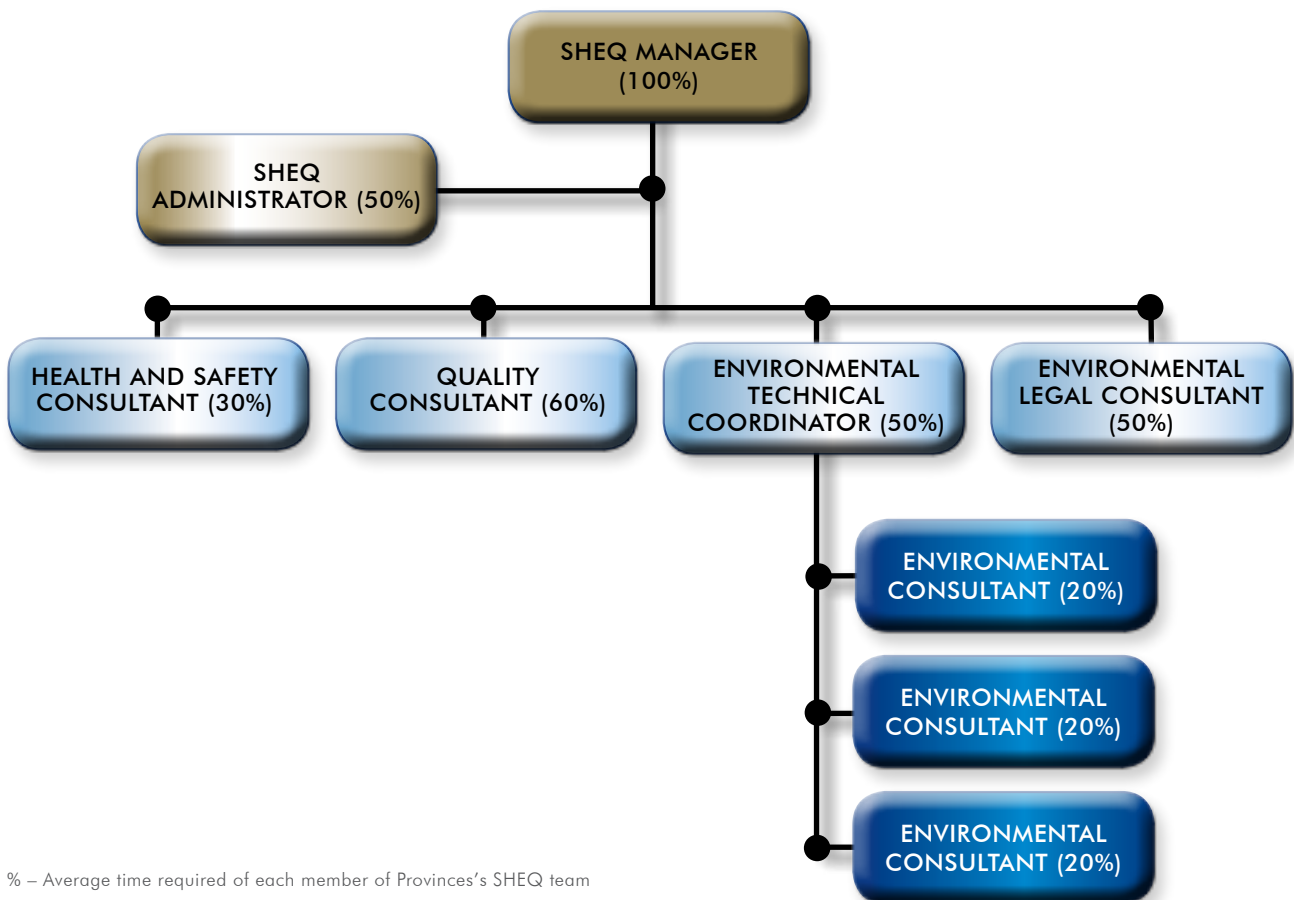 SHEQ MANAGER
(100%)
SHEQ
ADMINISTRATOR (50%)
HEALTH AND SAFETY
CONSULTANT (30%)
QUALITY
CONSULTANT (60%)
ENVIRONMENTAL
TECHNICAL
COORDINATOR (50%)
ENVIRONMENTAL
LEGAL CONSULTANT
(50%)
ENVIRONMENTAL
CONSULTANT (20%)
ENVIRONMENTAL
CONSULTANT (20%)
ENVIRONMENTAL
CONSULTANT (20%)
% – Average time required of each member of Provinces's SHEQ team